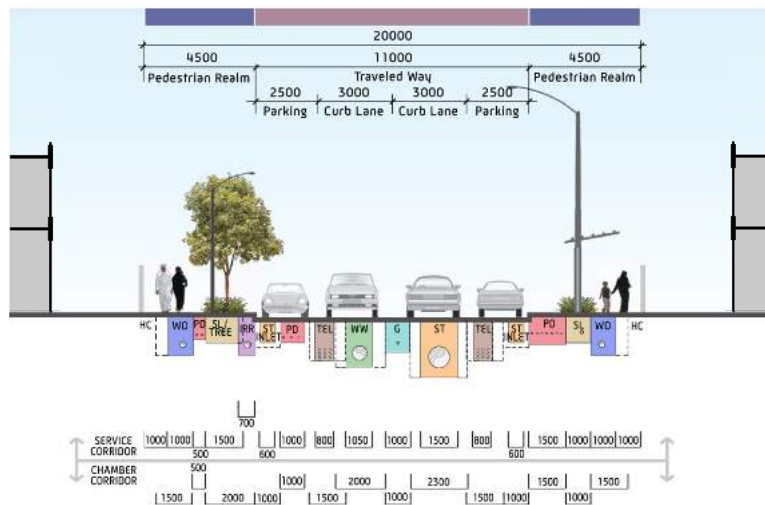 20000
4500 11000 4500
Pedestrian Realm Traveled Way Pedestrian Realm
2500 3000 3000 2500
Parking Curb Lane Curb Lane Parking
HC WD PD SL/ TREE IRR ST INLET PD TEL WW G ST TEL ST INLET PD SL WD HC
700
SERVICE CORRIDOR 1000 1000 500 1500 600 1000 800 1050 1000 1500 800 600 1500 1000 1000 1000
CHAMBER CORRIDOR 500 1000 2000 2300 1500 1500
1500 2000 1000 1500 1000 1500 1000 1000